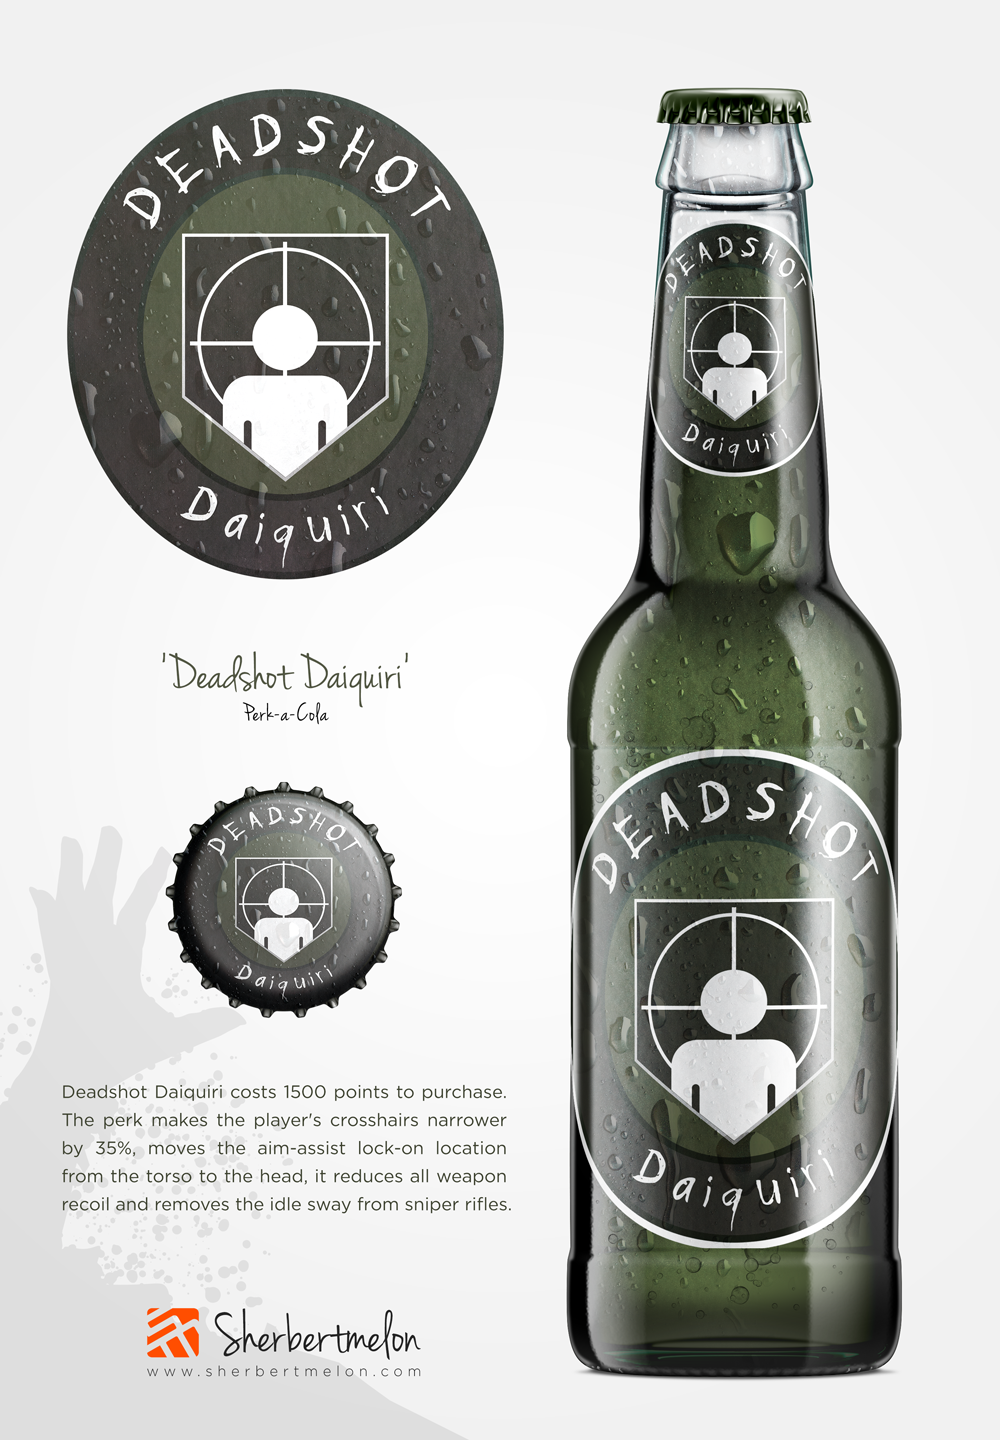 DEADSHOT
Daiquiri
DEADSHOT
Daiquiri
'Deadshot Daiquiri'
Perk-a-Cola
DEADSHOT
Daiquiri
DEADSHOT
Daiquiri
Deadshot Daiquiri costs 1500 points to purchase.
The perk makes the player's crosshairs narrower
by 35%, moves the aim-assist lock-on location
from the torso to the head, it reduces all weapon
recoil and removes the idle sway from sniper rifles.
Sherbertmelon
www.sherbertmelon.com